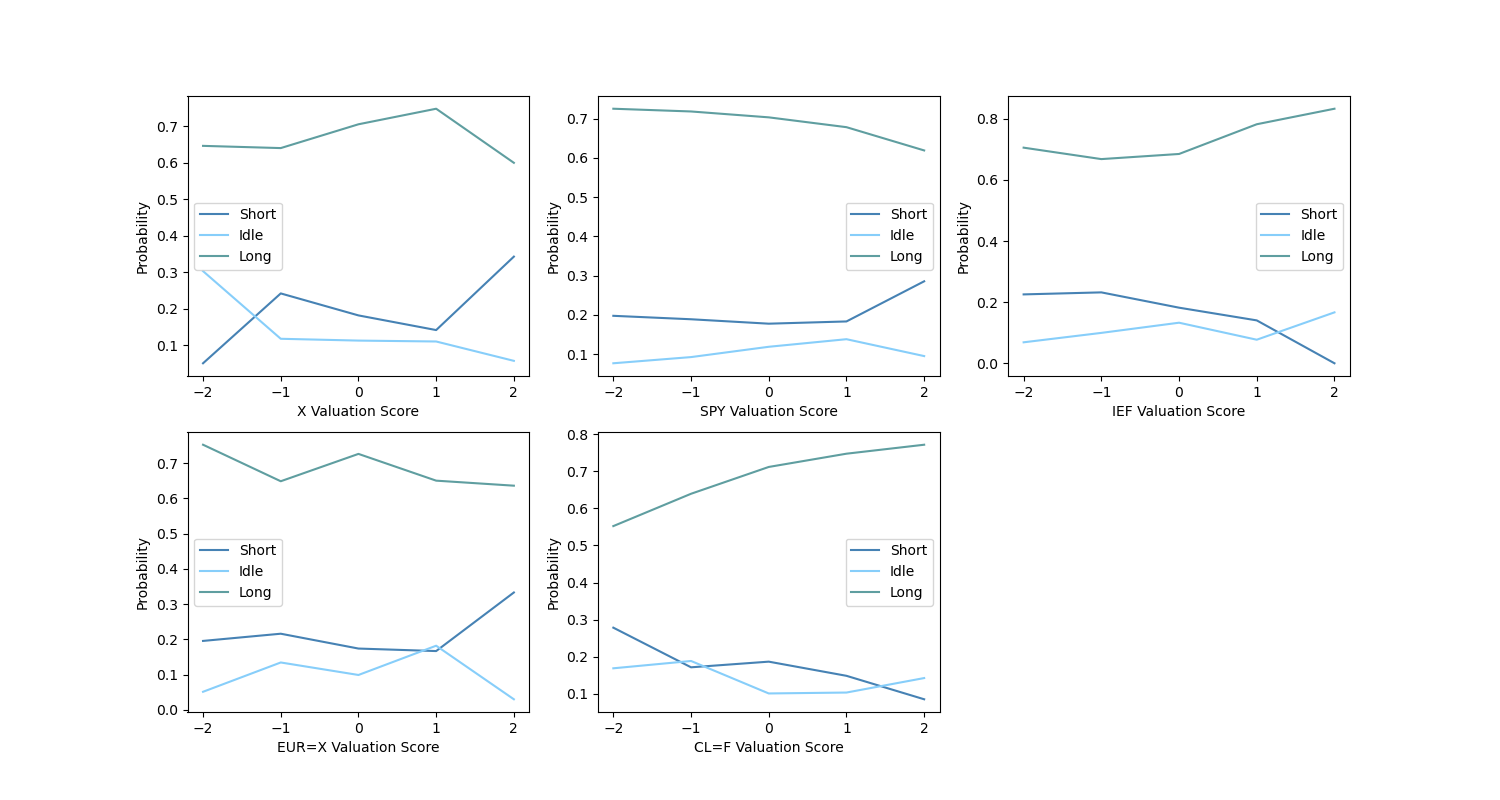 0.7
0.6
0.5
0.4
0.3
0.2
0.1
Probability
Short
Idle
Long
−2 −1 0 1 2
X Valuation Score
0.7
0.6
0.5
0.4
0.3
0.2
0.1
Probability
Short
Idle
Long
−2 −1 0 1 2
SPY Valuation Score
0.8
0.6
0.4
0.2
0.0
Probability
Short
Idle
Long
−2 −1 0 1 2
IEF Valuation Score
0.7
0.6
0.5
0.4
0.3
0.2
0.1
0.0
Probability
Short
Idle
Long
−2 −1 0 1 2
EUR=X Valuation Score
0.8
0.7
0.6
0.5
0.4
0.3
0.2
0.1
Probability
Short
Idle
Long
−2 −1 0 1 2
CL=F Valuation Score